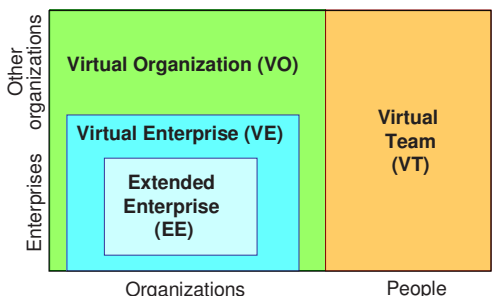 Other
organizations
Enterprises
Virtual Organization (VO)
Virtual Enterprise (VE)
Extended
Enterprise
(EE)
Virtual
Team
(VT)
Organizations
People